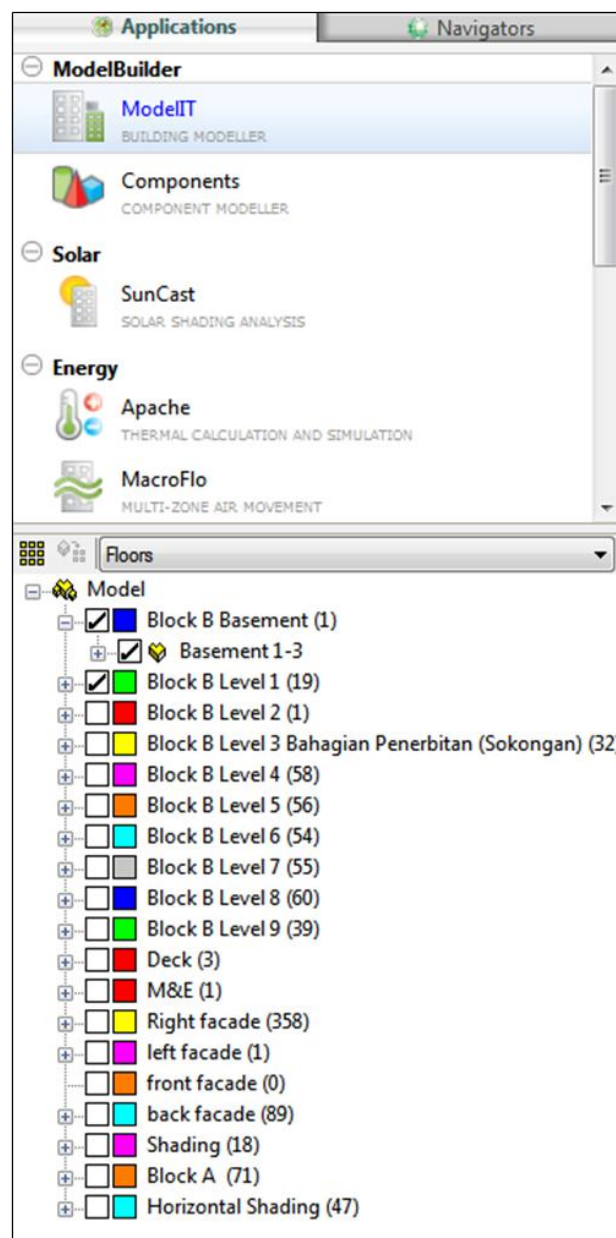 Applications
Navigators
ModelBuilder
ModelIT
BUILDING MODELLER
Components
COMPONENT MODELLER
Solar
SunCast
SOLAR SHADING ANALYSIS
Energy
Apache
THERMAL CALCULATION AND SIMULATION
MacroFlo
MULTI-ZONE AIR MOVEMENT
Floors
Model
Block B Basement (1)
Basement 1-3
Block B Level 1 (19)
Block B Level 2 (1)
Block B Level 3 Bahagian Penerbitan (Sokongan) (32)
Block B Level 4 (58)
Block B Level 5 (56)
Block B Level 6 (54)
Block B Level 7 (55)
Block B Level 8 (60)
Block B Level 9 (39)
Deck (3)
M&E (1)
Right facade (358)
left facade (1)
front facade (0)
back facade (89)
Shading (18)
Block A (71)
Horizontal Shading (47)